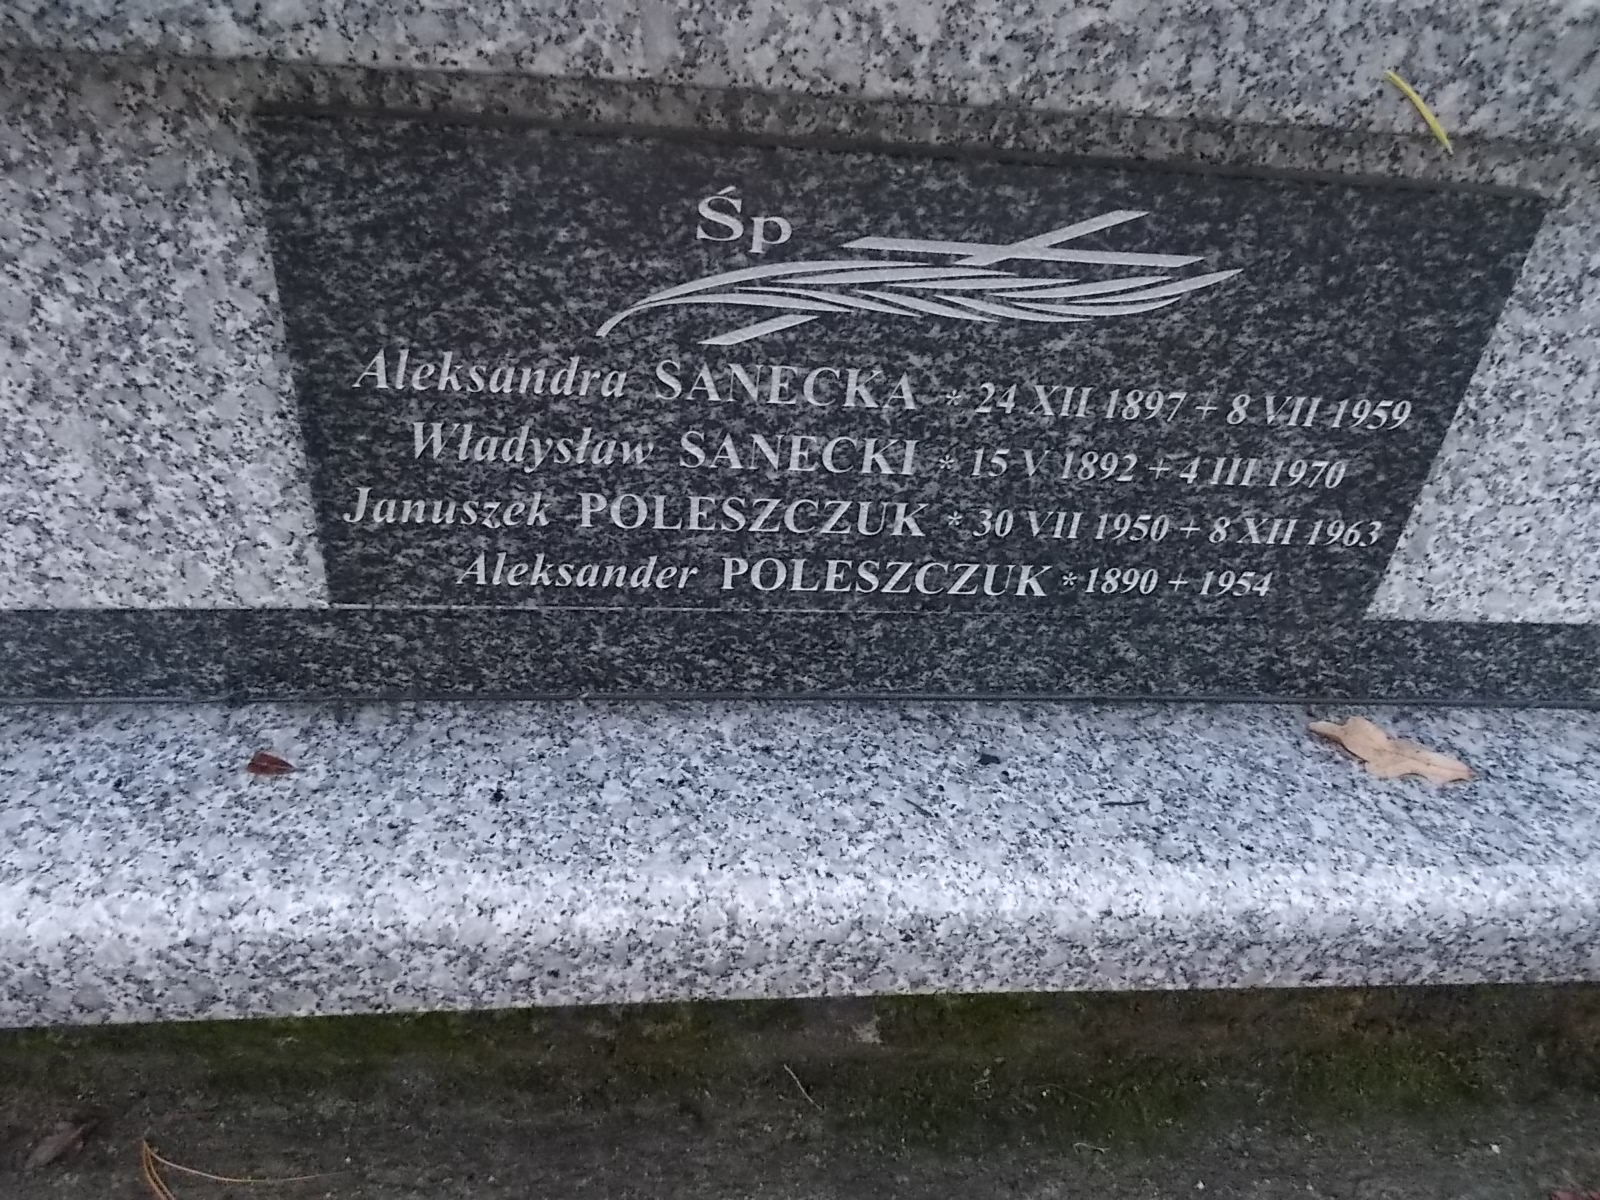 Śp
Aleksandra SANECKA * 24 XII 1897 + 8 VII 1959
Władysław SANECKI * 15 V 1892 + 4 III 1970
Januszek POLESZCZUK * 30 VII 1950 + 8 XII 1963
Aleksander POLESZCZUK * 1890 + 1954